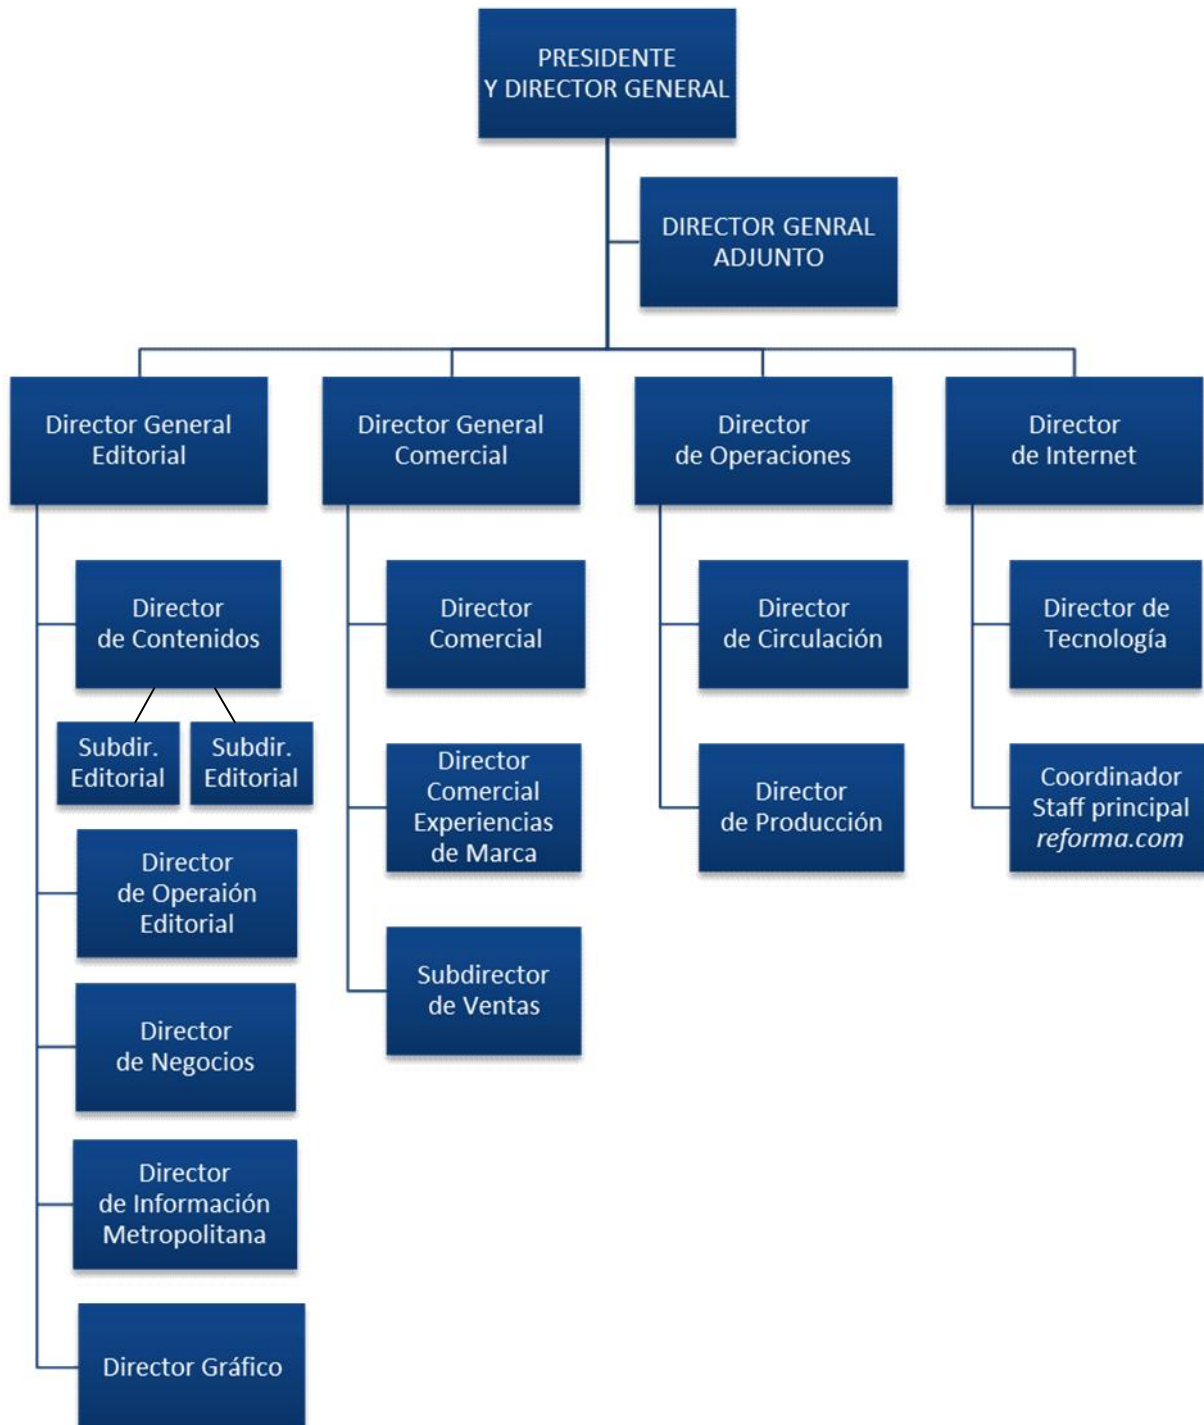 PRESIDENTE
Y DIRECTOR GENERAL
DIRECTOR GENRAL
ADJUNTO
Director General
Editorial
Director General
Comercial
Director
de Operaciones
Director
de Internet
Director
de Contenidos
Subdir.
Editorial
Subdir.
Editorial
Director
de Operaión
Editorial
Director
de Negocios
Director
de Información
Metropolitana
Director Gráfico
Director
Comercial
Director
Comercial
Experiencias
de Marca
Subdirector
de Ventas
Director
de Circulación
Director
de Producción
Director de
Tecnología
Coordinador
Staff principal
reforma.com